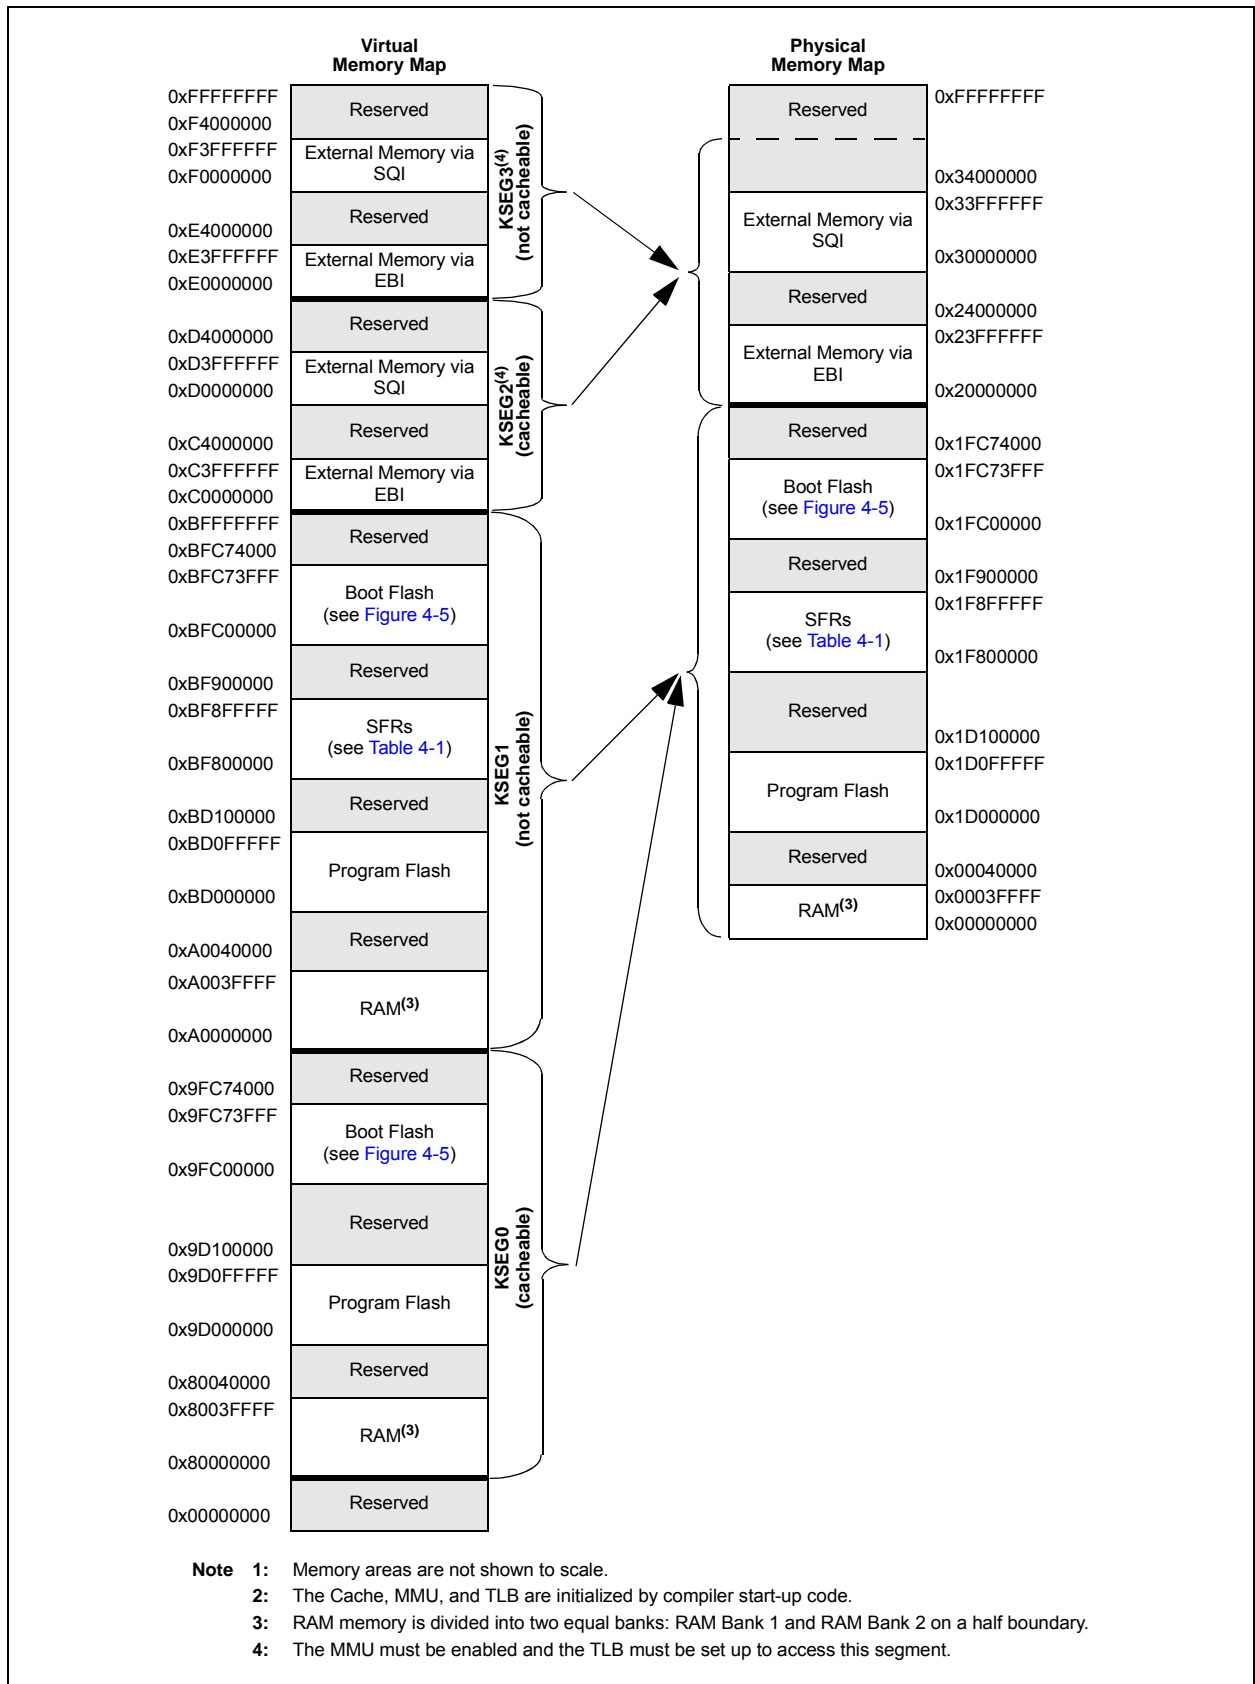 Virtual
Memory Map
0xFFFFFFFF
Reserved
0xF4000000
0xF3FFFFFF
External Memory via
SQI
0xF0000000
Reserved
0xE4000000
0xE3FFFFFF
External Memory via
EBI
0xE0000000
KSEG3(4)
(not cacheable)
Reserved
0xD4000000
0xD3FFFFFF
External Memory via
SQI
0xD0000000
Reserved
0xC4000000
0xC3FFFFFF
External Memory via
EBI
0xC0000000
KSEG2(4)
(cacheable)
0xBFFFFFFF
Reserved
0xBFC74000
0xBFC73FFF
Boot Flash
(see Figure 4-5)
0xBFC00000
Reserved
0xBF900000
0xBF8FFFFF
SFRs
(see Table 4-1)
0xBF800000
Reserved
0xBD100000
0xBD0FFFFF
Program Flash
0xBD000000
Reserved
0xA0040000
0xA003FFFF
RAM(3)
0xA0000000
KSEG1
(not cacheable)
Reserved
0x9FC74000
0x9FC73FFF
Boot Flash
(see Figure 4-5)
0x9FC00000
Reserved
0x9D100000
0x9D0FFFFF
Program Flash
0x9D000000
Reserved
0x80040000
0x8003FFFF
RAM(3)
0x80000000
KSEG0
(cacheable)
Reserved
0x00000000
Physical
Memory Map
0xFFFFFFFF
Reserved
0x34000000
0x33FFFFFF
External Memory via
SQI
0x30000000
Reserved
0x24000000
0x23FFFFFF
External Memory via
EBI
0x20000000
Reserved
0x1FC74000
0x1FC73FFF
Boot Flash
(see Figure 4-5)
0x1FC00000
Reserved
0x1F900000
0x1F8FFFFF
SFRs
(see Table 4-1)
0x1F800000
Reserved
0x1D100000
0x1D0FFFFF
Program Flash
0x1D000000
Reserved
0x00040000
0x0003FFFF
RAM(3)
0x00000000
Note 1: Memory areas are not shown to scale.
2: The Cache, MMU, and TLB are initialized by compiler start-up code.
3: RAM memory is divided into two equal banks: RAM Bank 1 and RAM Bank 2 on a half boundary.
4: The MMU must be enabled and the TLB must be set up to access this segment.